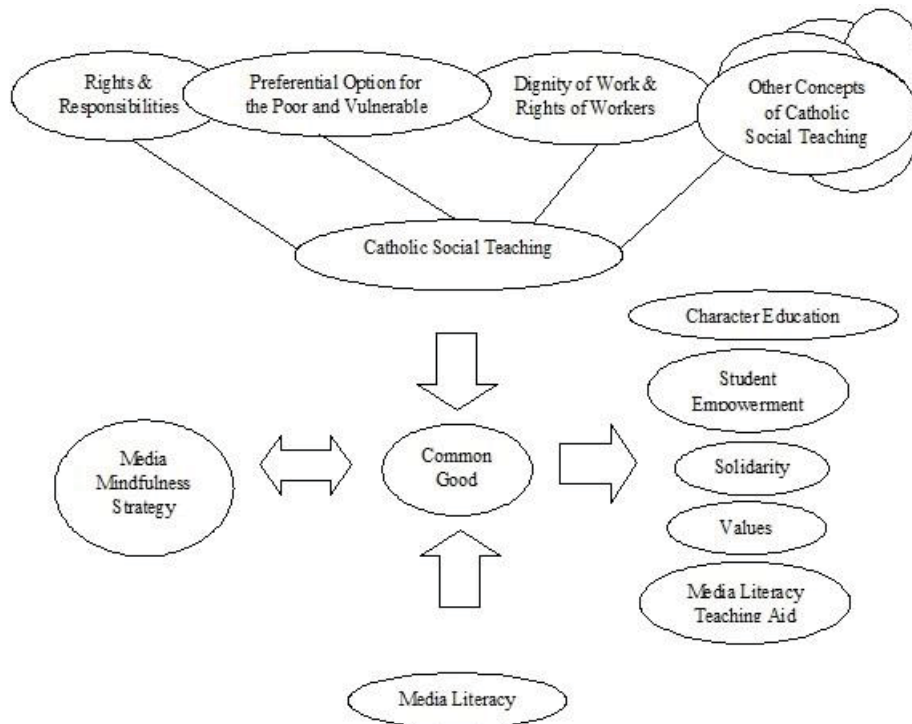 Rights &
Responsibilities
Preferential Option for
the Poor and Vulnerable
Dignity of Work &
Rights of Workers
Other Concepts
of Catholic
Social Teaching
Catholic Social Teaching
Character Education
Student
Empowerment
Media
Mindfulness
Strategy
Common
Good
Solidarity
Values
Media Literacy
Teaching Aid
Media Literacy